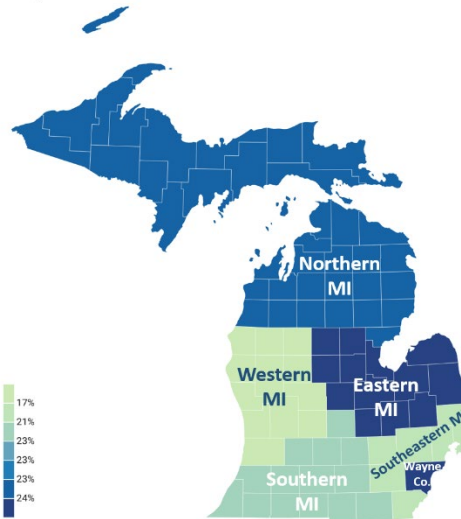 Northern
MI
Western
MI
Eastern
MI
Southeastern M
Wayne
Co.
Southern
MI
17%
21%
23%
23%
23%
24%